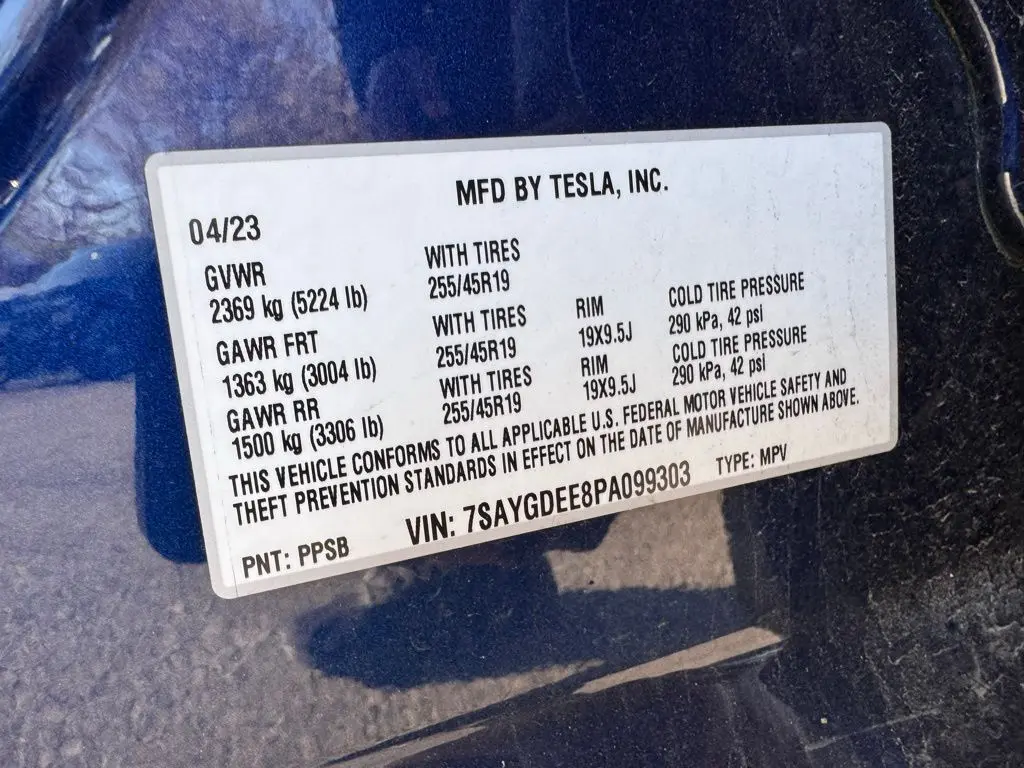 MFD BY TESLA, INC.
04/23
GVWR WITH TIRES
2369 kg (5224 lb) 255/45R19
GAWR FRT WITH TIRES RIM COLD TIRE PRESSURE
1363 kg (3004 lb) 255/45R19 19X9.5J 290 kPa, 42 psi
GAWR RR WITH TIRES RIM COLD TIRE PRESSURE
1500 kg (3306 lb) 255/45R19 19X9.5J 290 kPa, 42 psi
THIS VEHICLE CONFORMS TO ALL APPLICABLE U.S. FEDERAL MOTOR VEHICLE SAFETY AND
THEFT PREVENTION STANDARDS IN EFFECT ON THE DATE OF MANUFACTURE SHOWN ABOVE.
PNT: PPSB VIN: 7SAYGDEE8PA099303 TYPE: MPV